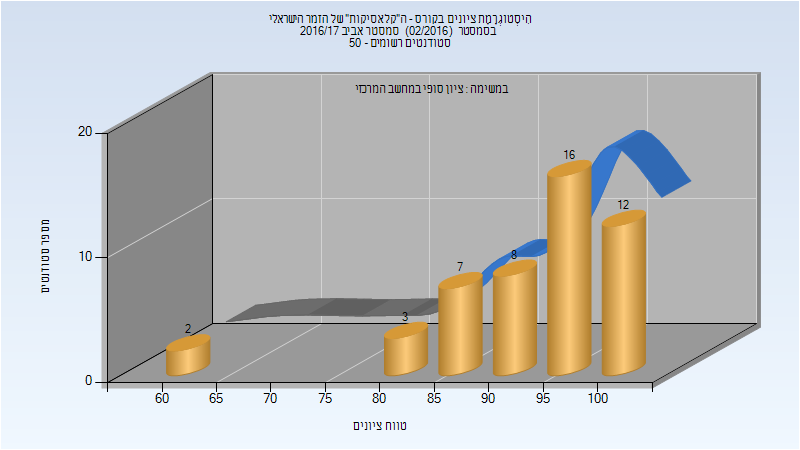 היסטוגרמת ציונים בקורס - ה"קלאסיקות" של הזמר הישראלי
בסמסטר (02/2016) סמסטר אביב 2016/17
סטודנטים רשומים - 50
במשימה : ציון סופי במחשב המרכזי
מספר סטודנטים
20
10
0
2
3
7
8
16
12
60 65 70 75 80 85 90 95 100
טווח ציונים